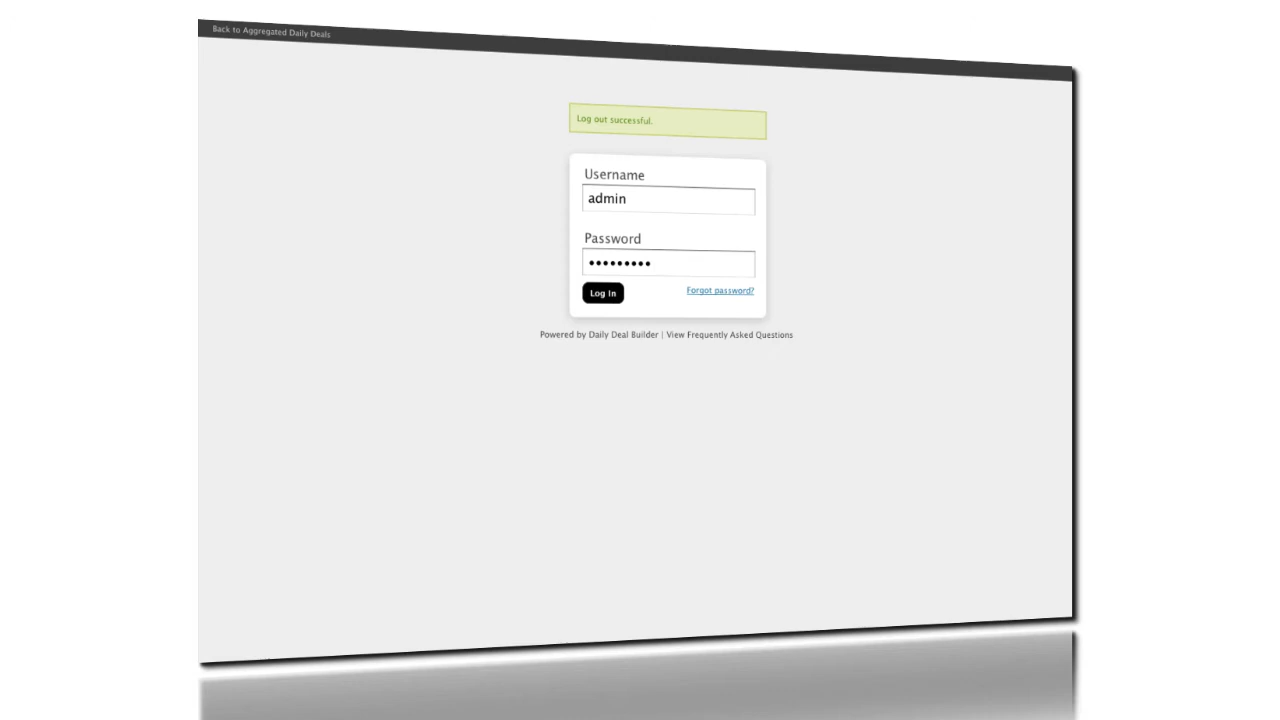 Back to Aggregated Daily Deals
Log out successful.
Username
admin
Password
•••••••••
Log In
Forgot password?
Powered by Daily Deal Builder | View Frequently Asked Questions